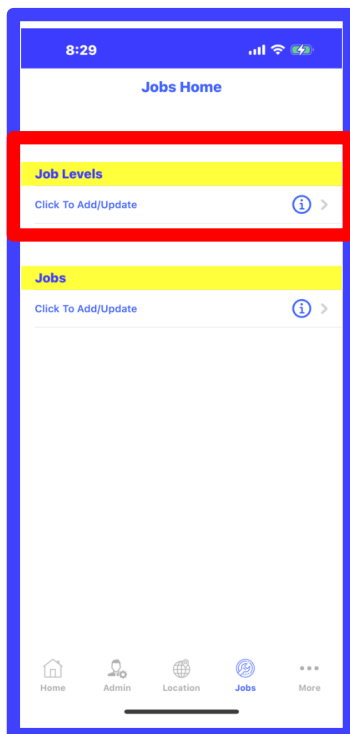 8:29
Jobs Home
Job Levels
Click To Add/Update
Jobs
Click To Add/Update
Home Admin Location Jobs More